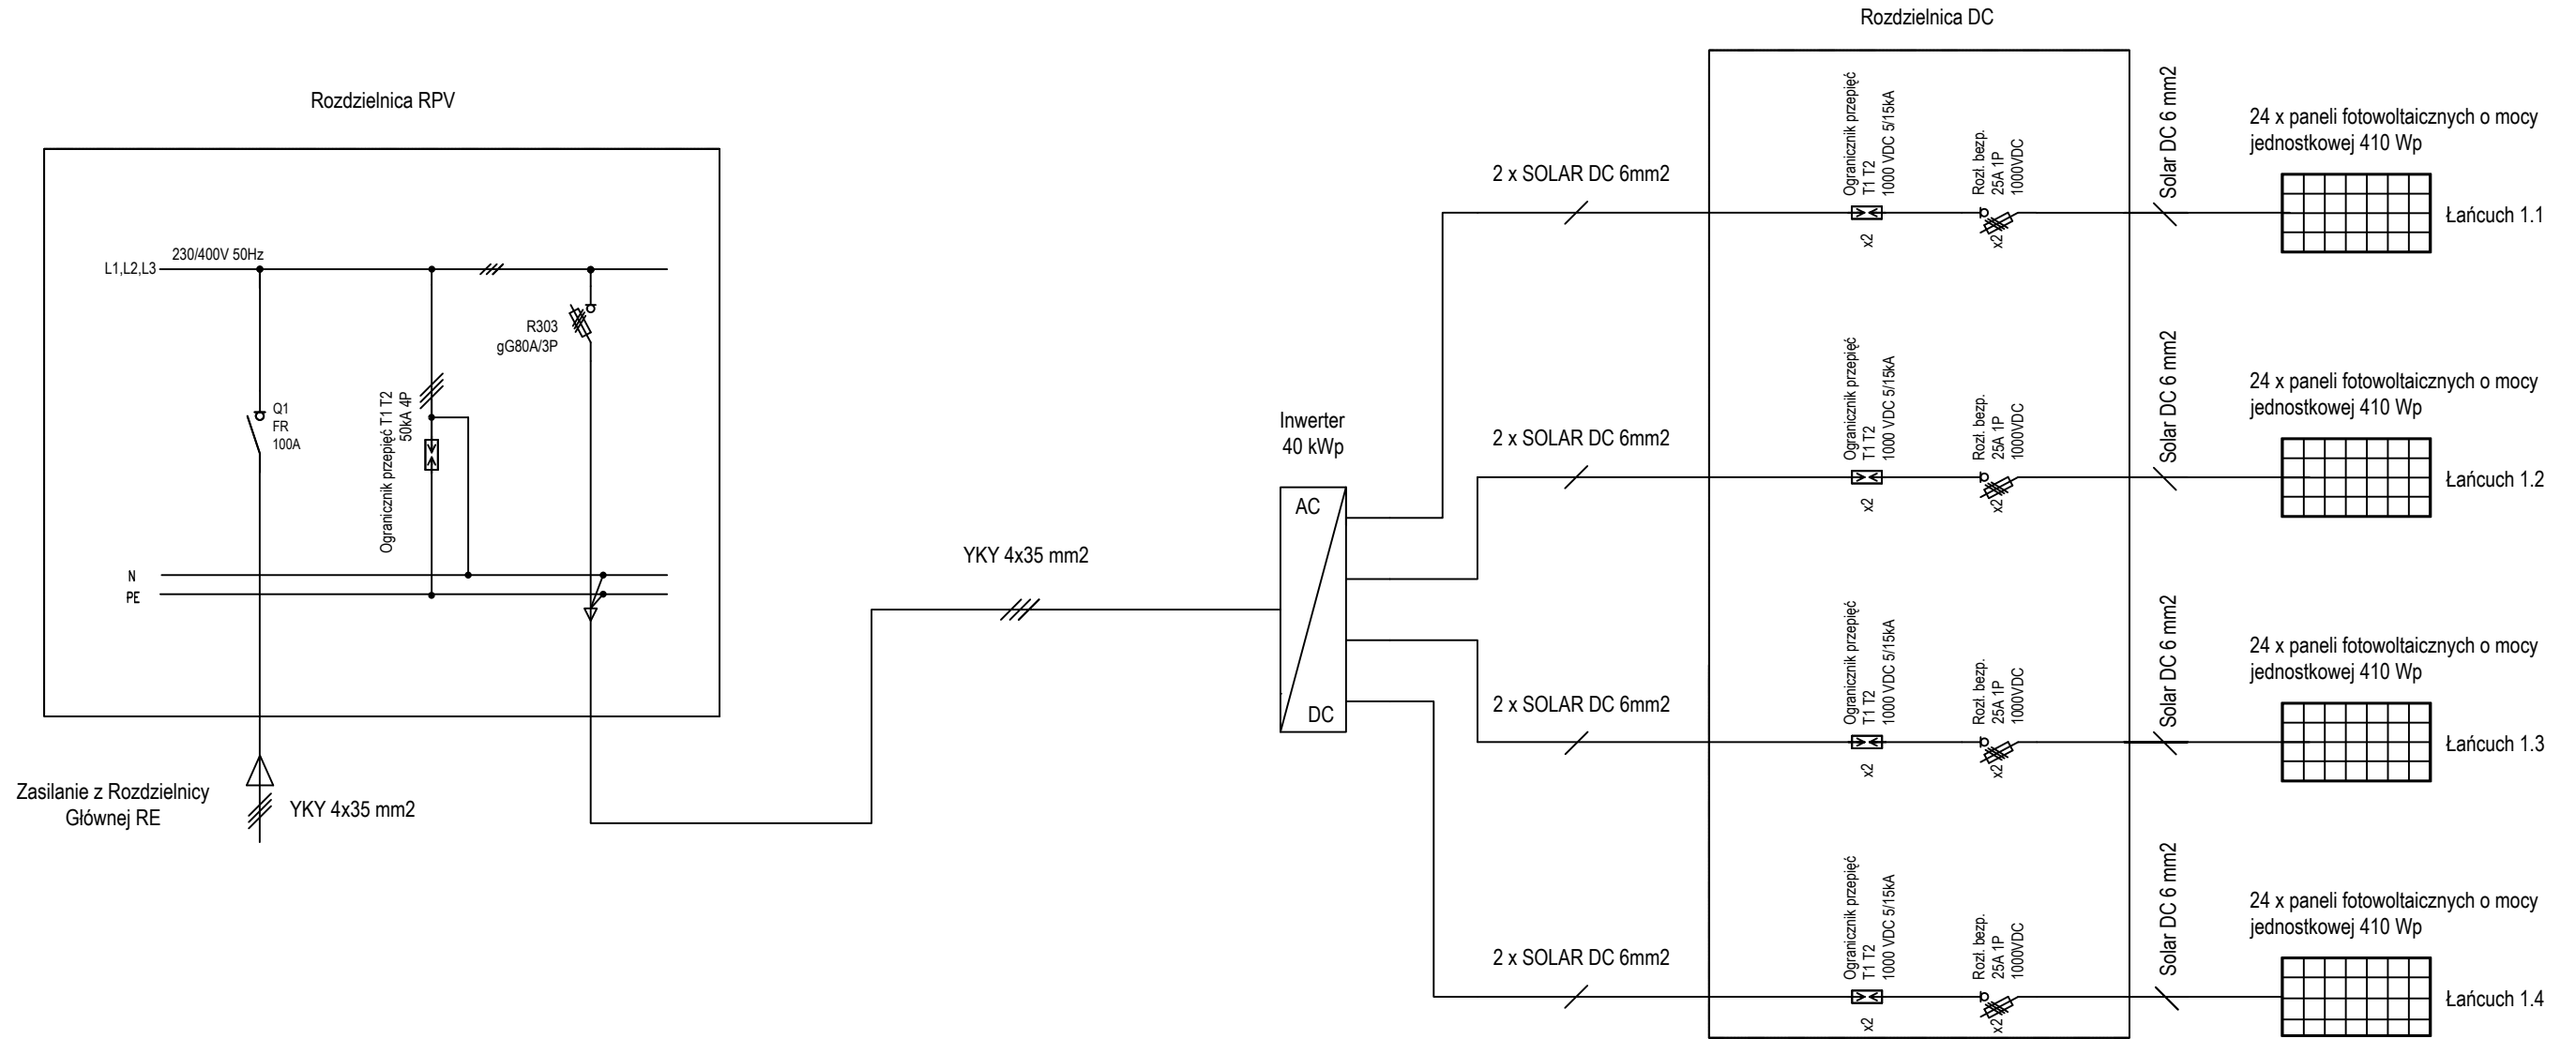 Rozdzielnica RPV
230/400V 50Hz
L1,L2,L3
R303
gG80A/3P
Q1
FR
100A
Ogranicznik przepięć T1 T2
50kA 4P
N
PE
Zasilanie z Rozdzielnicy
Głównej RE
YKY 4x35 mm2
YKY 4x35 mm2
Inwerter
40 kWp
AC
DC
Rozdzielnica DC
2 x SOLAR DC 6mm2
Ogranicznik przepięć
T1 T2
1000 VDC 5/15kA
x2
Rozł. bezp.
25A 1P
1000VDC
x2
Solar DC 6 mm2
24 x paneli fotowoltaicznych o mocy
jednostkowej 410 Wp
Łańcuch 1.1
2 x SOLAR DC 6mm2
Ogranicznik przepięć
T1 T2
1000 VDC 5/15kA
x2
Rozł. bezp.
25A 1P
1000VDC
x2
Solar DC 6 mm2
24 x paneli fotowoltaicznych o mocy
jednostkowej 410 Wp
Łańcuch 1.2
2 x SOLAR DC 6mm2
Ogranicznik przepięć
T1 T2
1000 VDC 5/15kA
x2
Rozł. bezp.
25A 1P
1000VDC
x2
Solar DC 6 mm2
24 x paneli fotowoltaicznych o mocy
jednostkowej 410 Wp
Łańcuch 1.3
2 x SOLAR DC 6mm2
Ogranicznik przepięć
T1 T2
1000 VDC 5/15kA
x2
Rozł. bezp.
25A 1P
1000VDC
x2
Solar DC 6 mm2
24 x paneli fotowoltaicznych o mocy
jednostkowej 410 Wp
Łańcuch 1.4